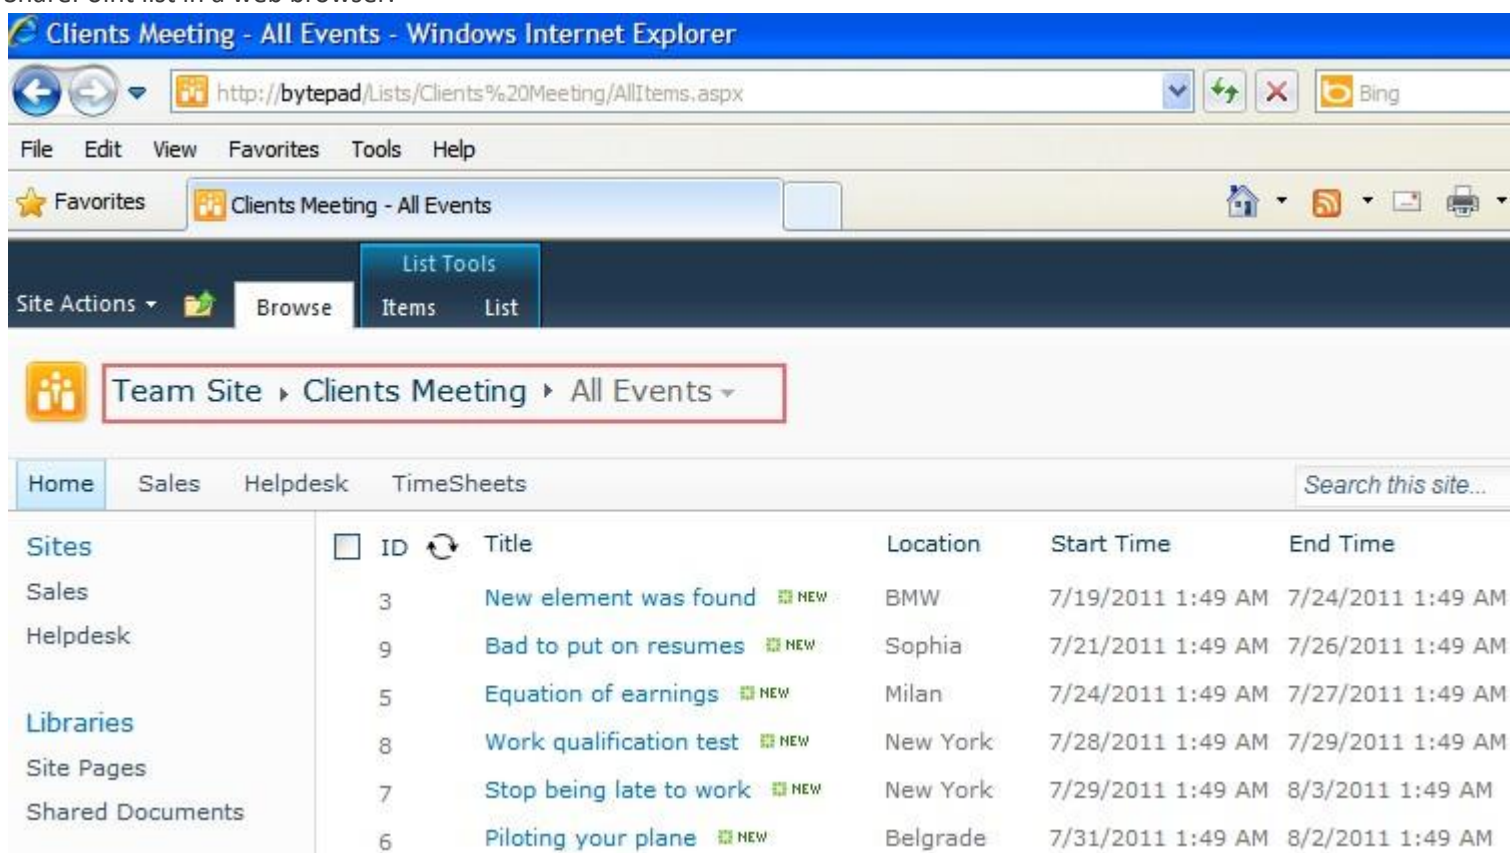 SharePoint list in a web browser:
Clients Meeting - All Events - Windows Internet Explorer
http://bytepad/Lists/Clients%20Meeting/AllItems.aspx Bing
File Edit View Favorites Tools Help
Favorites Clients Meeting - All Events
List Tools
Site Actions Browse Items List
Team Site Clients Meeting All Events
Home Sales Helpdesk TimeSheets Search this site...
Sites
Sales
Helpdesk
Libraries
Site Pages
Shared Documents
ID Title Location Start Time End Time
3 New element was found NEW BMW 7/19/2011 1:49 AM 7/24/2011 1:49 AM
9 Bad to put on resumes NEW Sophia 7/21/2011 1:49 AM 7/26/2011 1:49 AM
5 Equation of earnings NEW Milan 7/24/2011 1:49 AM 7/27/2011 1:49 AM
8 Work qualification test NEW New York 7/28/2011 1:49 AM 7/29/2011 1:49 AM
7 Stop being late to work NEW New York 7/29/2011 1:49 AM 8/3/2011 1:49 AM
6 Piloting your plane NEW Belgrade 7/31/2011 1:49 AM 8/2/2011 1:49 AM